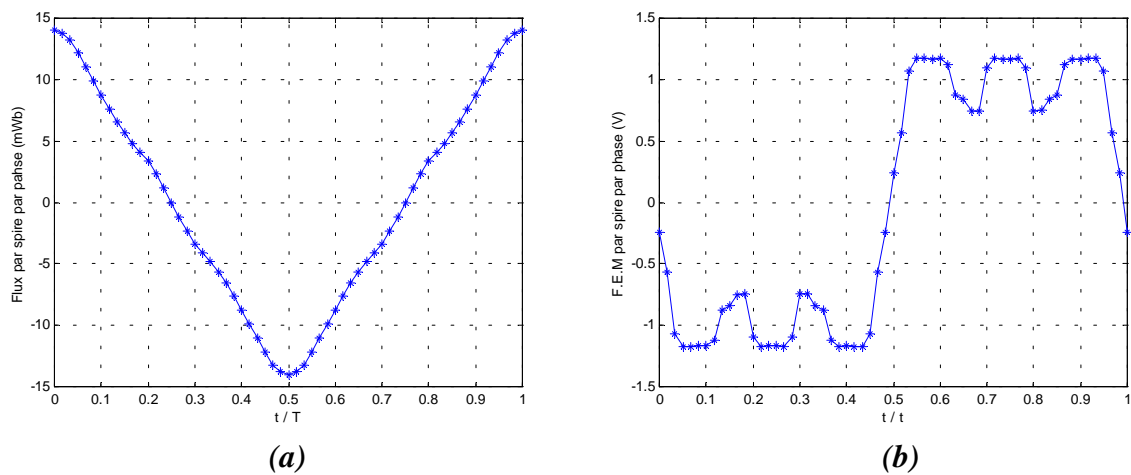 15
10
5
0
-5
-10
-15
Flux par spire par pahse (mWb)
0 0.1 0.2 0.3 0.4 0.5 0.6 0.7 0.8 0.9 1
t / T
(a)
1.5
1
0.5
0
-0.5
-1
-1.5
F.E.M par spire par phase (V)
0 0.1 0.2 0.3 0.4 0.5 0.6 0.7 0.8 0.9 1
t / t
(b)